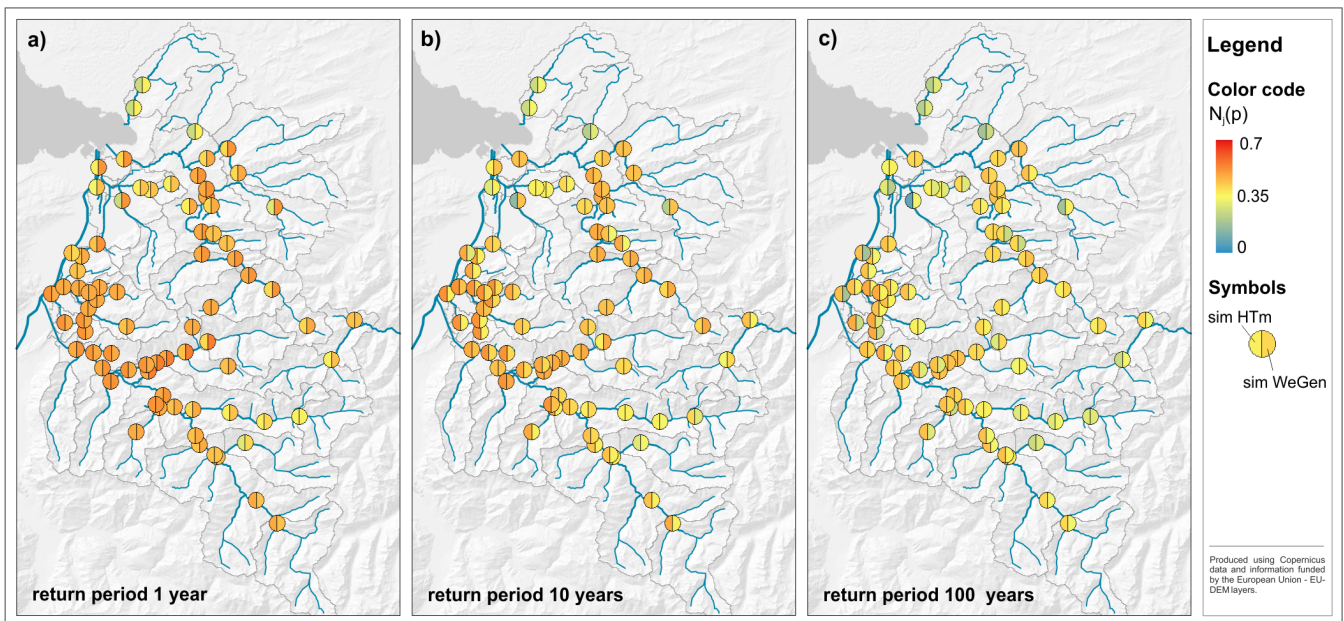 a)
return period 1 year
b)
return period 10 years
c)
return period 100 years
Legend
Color code
Ni(p)
0.7
0.35
0
Symbols
sim HTm
sim WeGen
Produced using Copernicus
data and information funded
by the European Union - EU-
DEM layers.